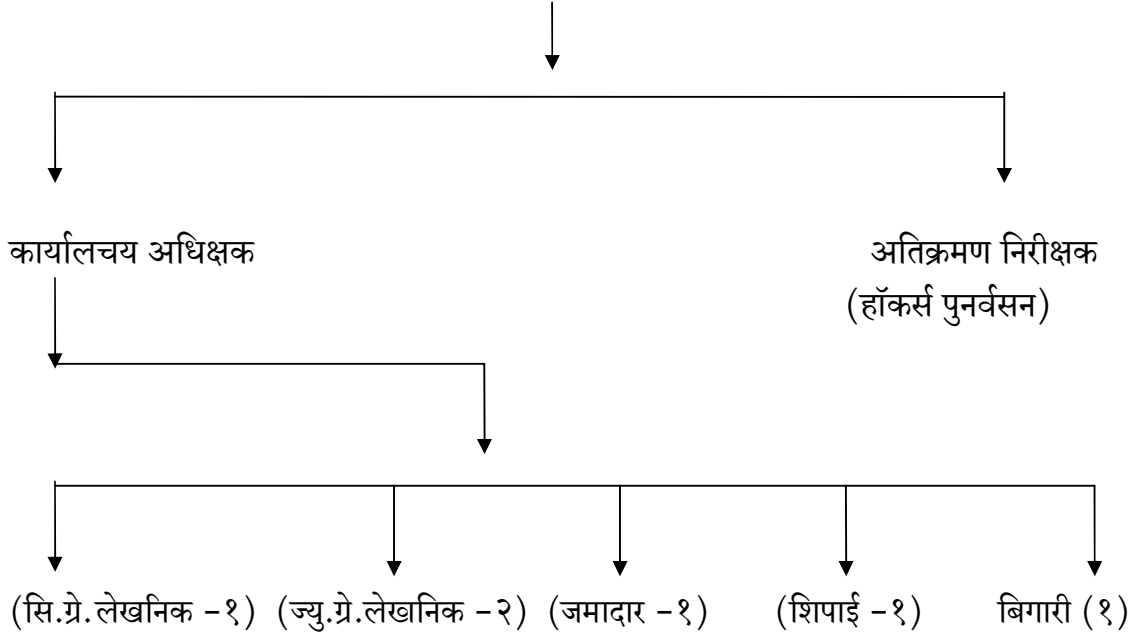 कार्यालचय अधिक्षक
अतिक्रमण निरीक्षक
(हॉकर्स पुनर्वसन)
(सि.ग्रे.लेखनिक -१) (ज्यु.ग्रे.लेखनिक -२) (जमादार -१) (शिपाई -१) बिगारी (१)